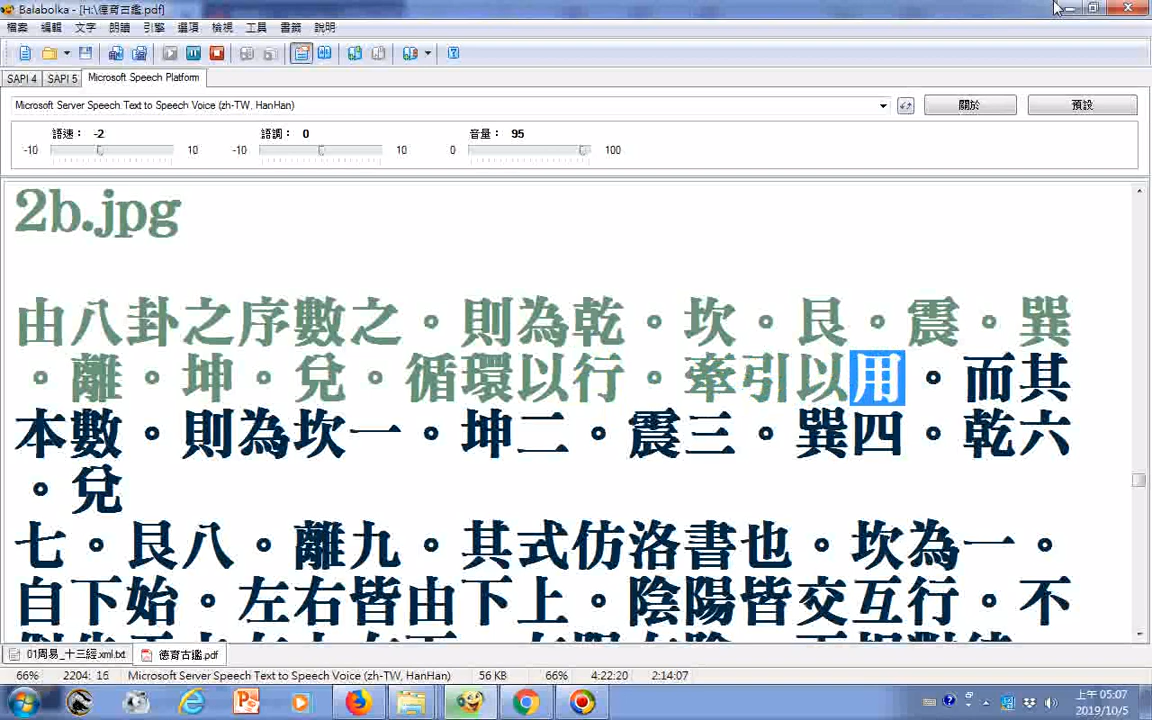 Balabolka - [H:\德育古鑑.pdf]
檔案 編輯 文字 朗讀 引擎 選項 檢視 工具 書籤 說明
SAPI 4 SAPI 5 Microsoft Speech Platform
Microsoft Server Speech Text to Speech Voice (zh-TW, HanHan) 關於 預設
語速： -2 語調： 0 音量： 95
-10 10 -10 10 0 100
2b.jpg
由八卦之序數之。則為乾。坎。艮。震。巽
。離。坤。兌。循環以行。牽引以用。而其
本數。則為坎一。坤二。震三。巽四。乾六
。兌
七。艮八。離九。其式仿洛書也。坎為一。
自下始。左右皆由下上。陰陽皆交互行。不
01周易_十三經.xml.txt 德育古鑑.pdf
66% 2204: 16 Microsoft Server Speech Text to Speech Voice (zh-TW, HanHan) 56 KB 66% 4:22:20 2:14:07
上午 05:07
2019/10/5